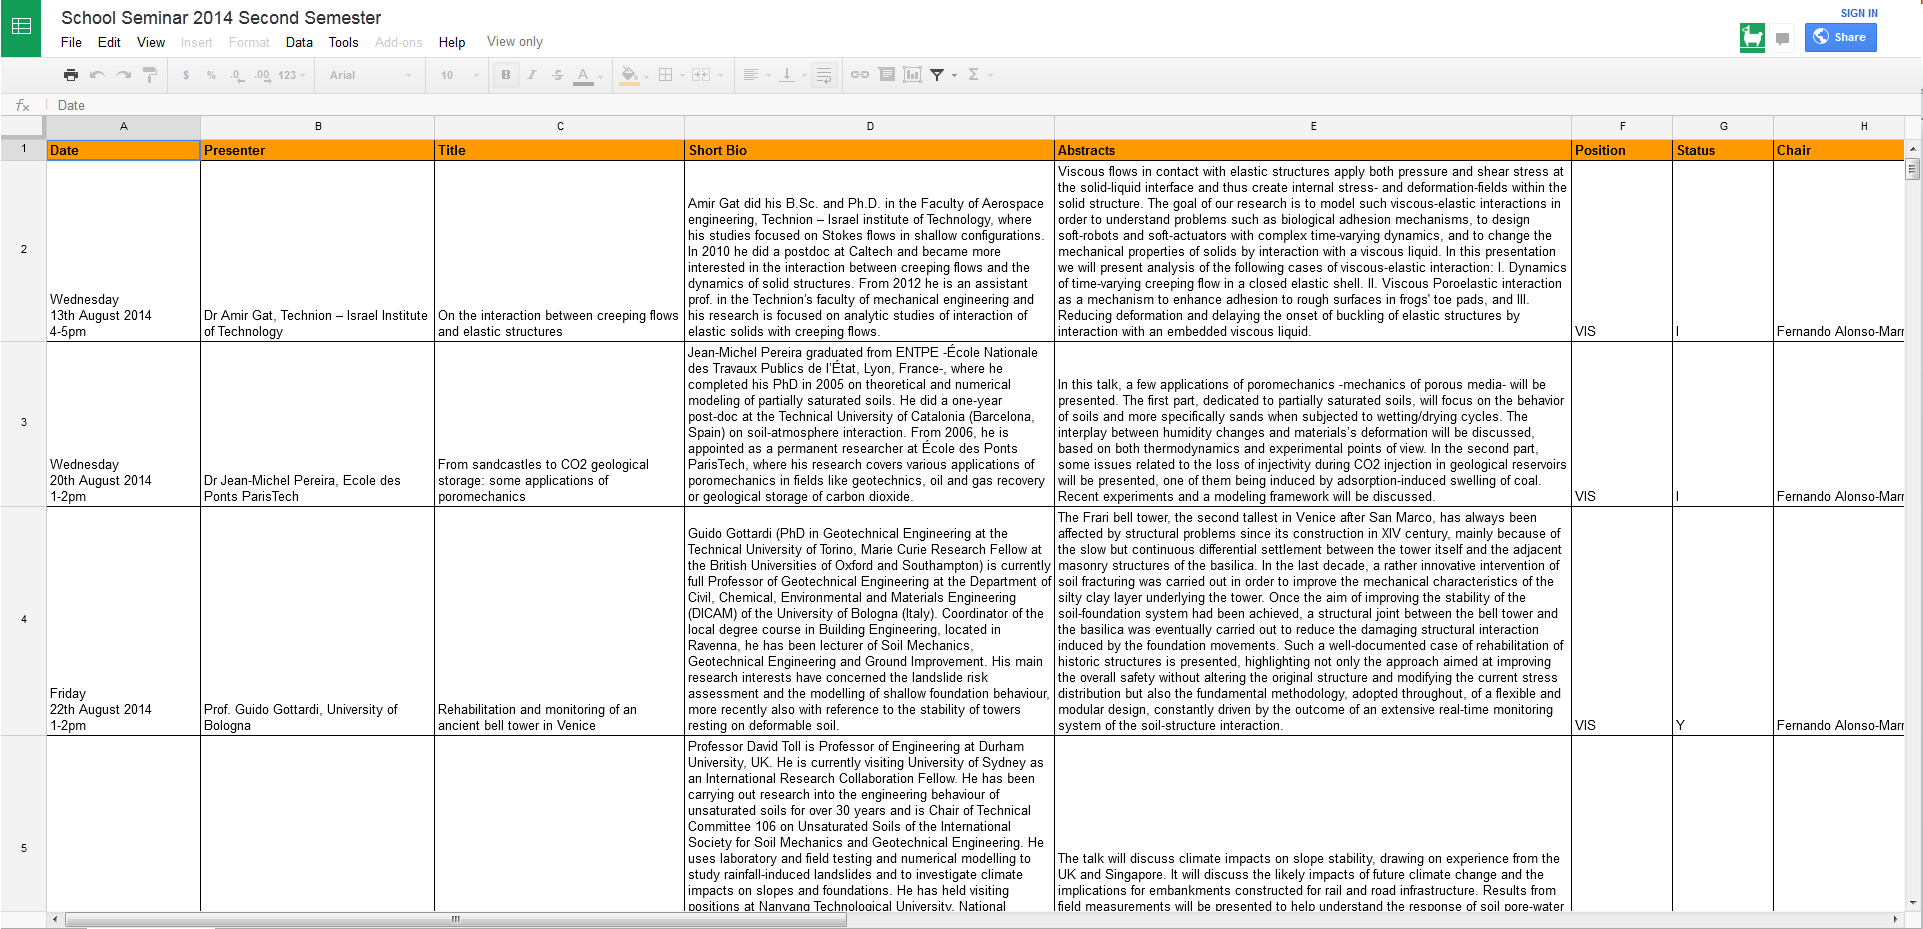 School Seminar 2014 Second Semester
SIGN IN
File Edit View Insert Format Data Tools Add-ons Help View only
Share
$ % .0 .00 123 Arial 10 B I S A Σ
fx Date
A B C D E F G H
1 Date Presenter Title Short Bio Abstracts Position Status Chair
2
Wednesday
13th August 2014
4-5pm
Dr Amir Gat, Technion – Israel Institute
of Technology
On the interaction between creeping flows
and elastic structures
Amir Gat did his B.Sc. and Ph.D. in the Faculty of Aerospace
engineering, Technion – Israel institute of Technology, where
his studies focused on Stokes flows in shallow configurations.
In 2010 he did a postdoc at Caltech and became more
interested in the interaction between creeping flows and the
dynamics of solid structures. From 2012 he is an assistant
prof. in the Technion's faculty of mechanical engineering and
his research is focused on analytic studies of interaction of
elastic solids with creeping flows.
Viscous flows in contact with elastic structures apply both pressure and shear stress at
the solid-liquid interface and thus create internal stress- and deformation-fields within the
solid structure. The goal of our research is to model such viscous-elastic interactions in
order to understand problems such as biological adhesion mechanisms, to design
soft-robots and soft-actuators with complex time-varying dynamics, and to change the
mechanical properties of solids by interaction with a viscous liquid. In this presentation
we will present analysis of the following cases of viscous-elastic interaction: I. Dynamics
of time-varying creeping flow in a closed elastic shell. II. Viscous Poroelastic interaction
as a mechanism to enhance adhesion to rough surfaces in frogs' toe pads, and III.
Reducing deformation and delaying the onset of buckling of elastic structures by
interaction with an embedded viscous liquid.
VIS
I
Fernando Alonso-Marr
3
Wednesday
20th August 2014
1-2pm
Dr Jean-Michel Pereira, Ecole des
Ponts ParisTech
From sandcastles to CO2 geological
storage: some applications of
poromechanics
Jean-Michel Pereira graduated from ENTPE -École Nationale
des Travaux Publics de l'État, Lyon, France-, where he
completed his PhD in 2005 on theoretical and numerical
modeling of partially saturated soils. He did a one-year
post-doc at the Technical University of Catalonia (Barcelona,
Spain) on soil-atmosphere interaction. From 2006, he is
appointed as a permanent researcher at École des Ponts
ParisTech, where his research covers various applications of
poromechanics in fields like geotechnics, oil and gas recovery
or geological storage of carbon dioxide.
In this talk, a few applications of poromechanics -mechanics of porous media- will be
presented. The first part, dedicated to partially saturated soils, will focus on the behavior
of soils and more specifically sands when subjected to wetting/drying cycles. The
interplay between humidity changes and materials's deformation will be discussed,
based on both thermodynamics and experimental points of view. In the second part,
some issues related to the loss of injectivity during CO2 injection in geological reservoirs
will be presented, one of them being induced by adsorption-induced swelling of coal.
Recent experiments and a modeling framework will be discussed.
VIS
I
Fernando Alonso-Marr
4
Friday
22th August 2014
1-2pm
Prof. Guido Gottardi, University of
Bologna
Rehabilitation and monitoring of an
ancient bell tower in Venice
Guido Gottardi (PhD in Geotechnical Engineering at the
Technical University of Torino, Marie Curie Research Fellow at
the British Universities of Oxford and Southampton) is currently
full Professor of Geotechnical Engineering at the Department of
Civil, Chemical, Environmental and Materials Engineering
(DICAM) of the University of Bologna (Italy). Coordinator of the
local degree course in Building Engineering, located in
Ravenna, he has been lecturer of Soil Mechanics,
Geotechnical Engineering and Ground Improvement. His main
research interests have concerned the landslide risk
assessment and the modelling of shallow foundation behaviour,
more recently also with reference to the stability of towers
resting on deformable soil.
The Frari bell tower, the second tallest in Venice after San Marco, has always been
affected by structural problems since its construction in XIV century, mainly because of
the slow but continuous differential settlement between the tower itself and the adjacent
masonry structures of the basilica. In the last decade, a rather innovative intervention of
soil fracturing was carried out in order to improve the mechanical characteristics of the
silty clay layer underlying the tower. Once the aim of improving the stability of the
soil-foundation system had been achieved, a structural joint between the bell tower and
the basilica was eventually carried out to reduce the damaging structural interaction
induced by the foundation movements. Such a well-documented case of rehabilitation of
historic structures is presented, highlighting not only the approach aimed at improving
the overall safety without altering the original structure and modifying the current stress
distribution but also the fundamental methodology, adopted throughout, of a flexible and
modular design, constantly driven by the outcome of an extensive real-time monitoring
system of the soil-structure interaction.
VIS
Y
Fernando Alonso-Marr
5
Professor David Toll is Professor of Engineering at Durham
University, UK. He is currently visiting University of Sydney as
an International Research Collaboration Fellow. He has been
carrying out research into the engineering behaviour of
unsaturated soils for over 30 years and is Chair of Technical
Committee 106 on Unsaturated Soils of the International
Society for Soil Mechanics and Geotechnical Engineering. He
uses laboratory and field testing and numerical modelling to
study rainfall-induced landslides and to investigate climate
impacts on slopes and foundations. He has held visiting
positions at Nanyang Technological University, National
The talk will discuss climate impacts on slope stability, drawing on experience from the
UK and Singapore. It will discuss the likely impacts of future climate change and the
implications for embankments constructed for rail and road infrastructure. Results from
field measurements will be presented to help understand the response of soil pore-water